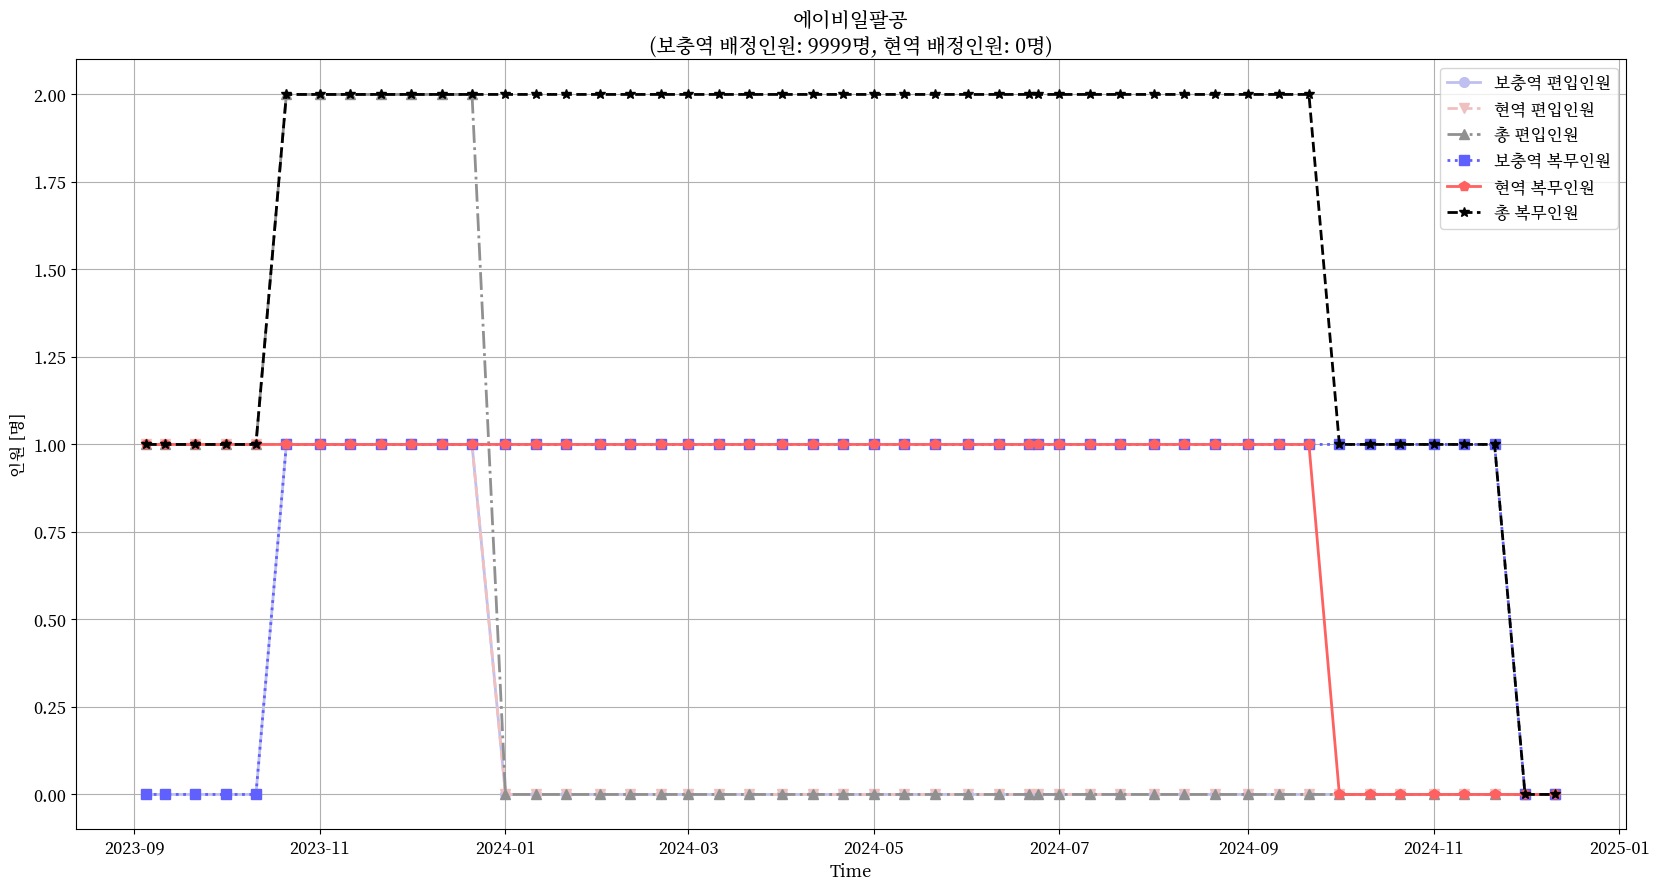 에이비일팔공
(보충역 배정인원: 9999명, 현역 배정인원: 0명)
2.00
1.75
1.50
1.25
1.00
0.75
0.50
0.25
0.00
인원 [명]
보충역 편입인원
현역 편입인원
총 편입인원
보충역 복무인원
현역 복무인원
총 복무인원
2023-09
2023-11
2024-01
2024-03
2024-05
2024-07
2024-09
2024-11
2025-01
Time